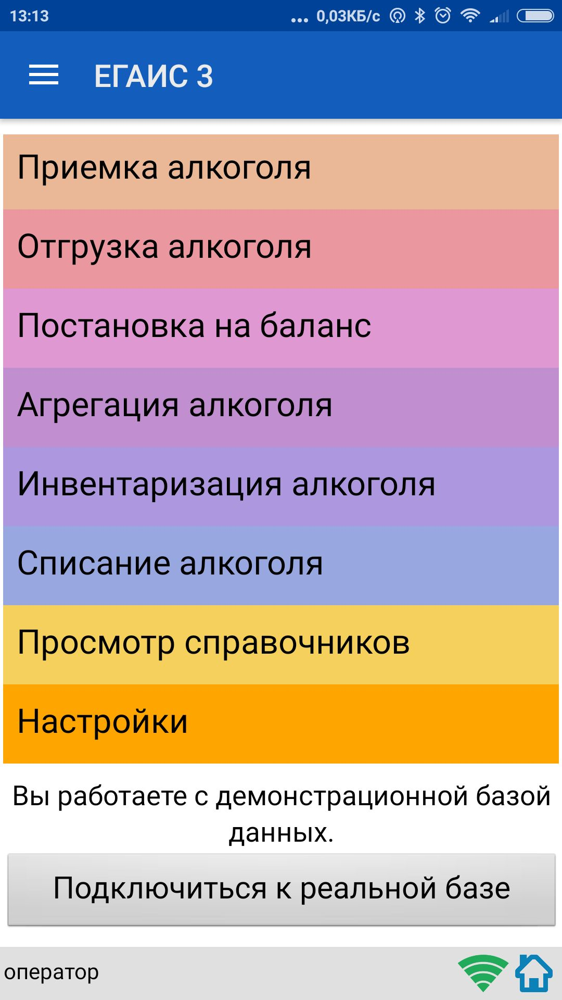 13:13
... 0,03КБ/с
ЕГАИС 3
Приемка алкоголя
Отгрузка алкоголя
Постановка на баланс
Агрегация алкоголя
Инвентаризация алкоголя
Списание алкоголя
Просмотр справочников
Настройки
Вы работаете с демонстрационной базой
данных.
Подключиться к реальной базе
оператор